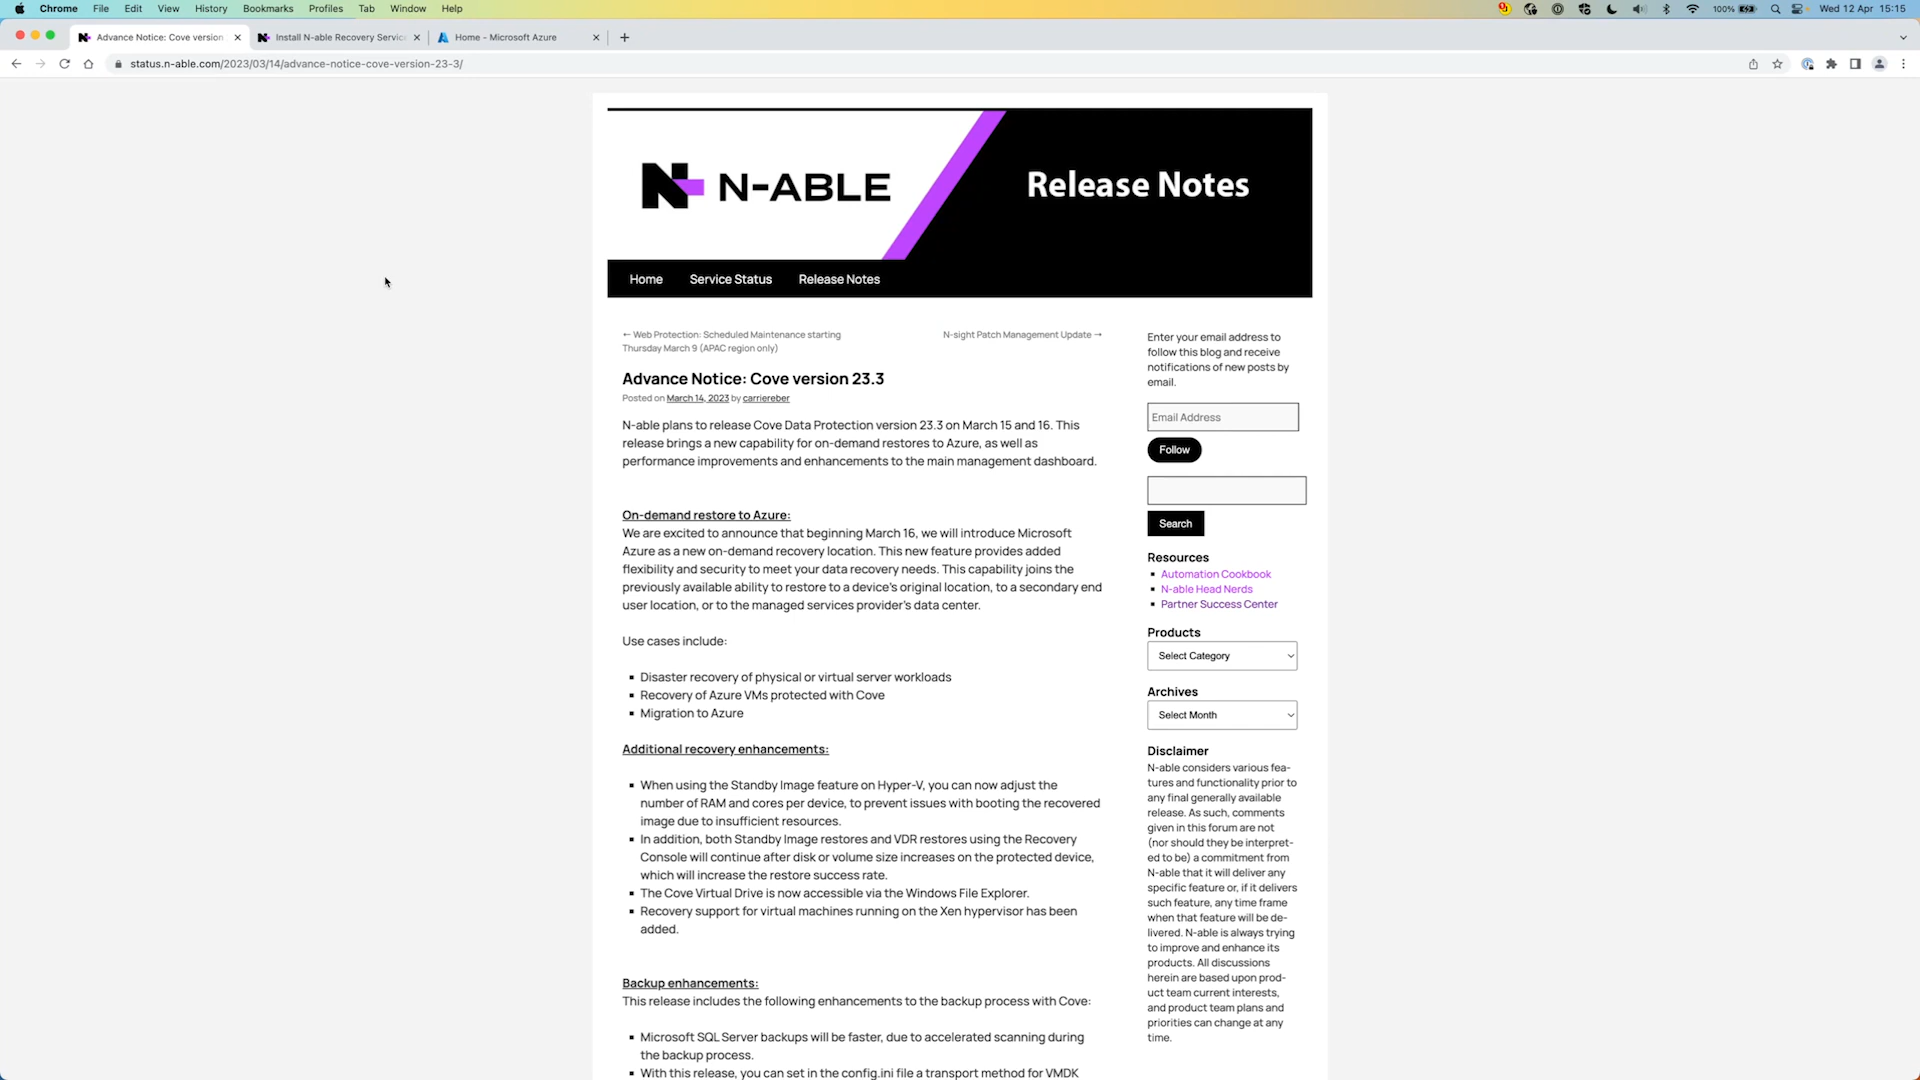 Chrome File Edit View History Bookmarks Profiles Tab Window Help 100% Wed 12 Apr 15:15
Advance Notice: Cove version Install N-able Recovery Service Home - Microsoft Azure
status.n-able.com/2023/03/14/advance-notice-cove-version-23-3/
N-ABLE
Release Notes
Home Service Status Release Notes
← Web Protection: Scheduled Maintenance starting
Thursday March 9 (APAC region only)
N-sight Patch Management Update →
Advance Notice: Cove version 23.3
Posted on March 14, 2023 by carriereber
N-able plans to release Cove Data Protection version 23.3 on March 15 and 16. This
release brings a new capability for on-demand restores to Azure, as well as
performance improvements and enhancements to the main management dashboard.
On-demand restore to Azure:
We are excited to announce that beginning March 16, we will introduce Microsoft
Azure as a new on-demand recovery location. This new feature provides added
flexibility and security to meet your data recovery needs. This capability joins the
previously available ability to restore to a device's original location, to a secondary end
user location, or to the managed services provider's data center.
Use cases include:
Disaster recovery of physical or virtual server workloads
Recovery of Azure VMs protected with Cove
Migration to Azure
Additional recovery enhancements:
When using the Standby Image feature on Hyper-V, you can now adjust the
number of RAM and cores per device, to prevent issues with booting the recovered
image due to insufficient resources.
In addition, both Standby Image restores and VDR restores using the Recovery
Console will continue after disk or volume size increases on the protected device,
which will increase the restore success rate.
The Cove Virtual Drive is now accessible via the Windows File Explorer.
Recovery support for virtual machines running on the Xen hypervisor has been
added.
Backup enhancements:
This release includes the following enhancements to the backup process with Cove:
Microsoft SQL Server backups will be faster, due to accelerated scanning during
the backup process.
With this release, you can set in the config.ini file a transport method for VMDK
Enter your email address to
follow this blog and receive
notifications of new posts by
email.
Email Address
Follow
Search
Resources
Automation Cookbook
N-able Head Nerds
Partner Success Center
Products
Select Category
Archives
Select Month
Disclaimer
N-able considers various fea-
tures and functionality prior to
any final generally available
release. As such, comments
given in this forum are not
(nor should they be interpret-
ed to be) a commitment from
N-able that it will deliver any
specific feature or, if it delivers
such feature, any time frame
when that feature will be de-
livered. N-able is always trying
to improve and enhance its
products. All discussions
herein are based upon prod-
uct team current interests,
and product team plans and
priorities can change at any
time.